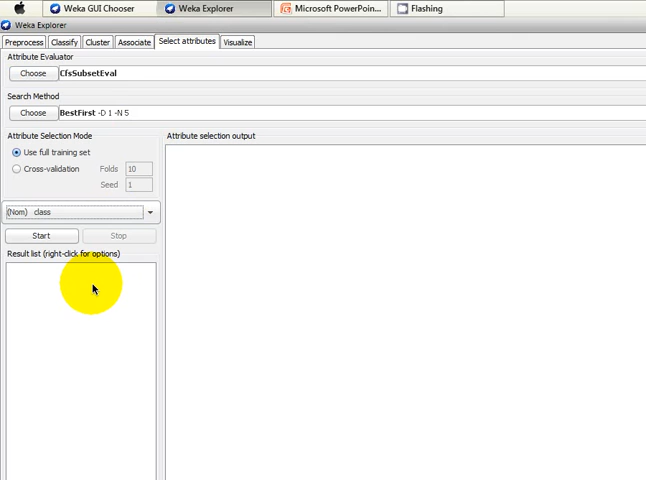 Weka GUI Chooser Weka Explorer Microsoft PowerPoin... Flashing
Weka Explorer
Preprocess Classify Cluster Associate Select attributes Visualize
Attribute Evaluator
Choose CfsSubsetEval
Search Method
Choose BestFirst -D 1 -N 5
Attribute Selection Mode
Use full training set
Cross-validation Folds 10
Seed 1
(Nom) class
Start Stop
Result list (right-click for options)
Attribute selection output